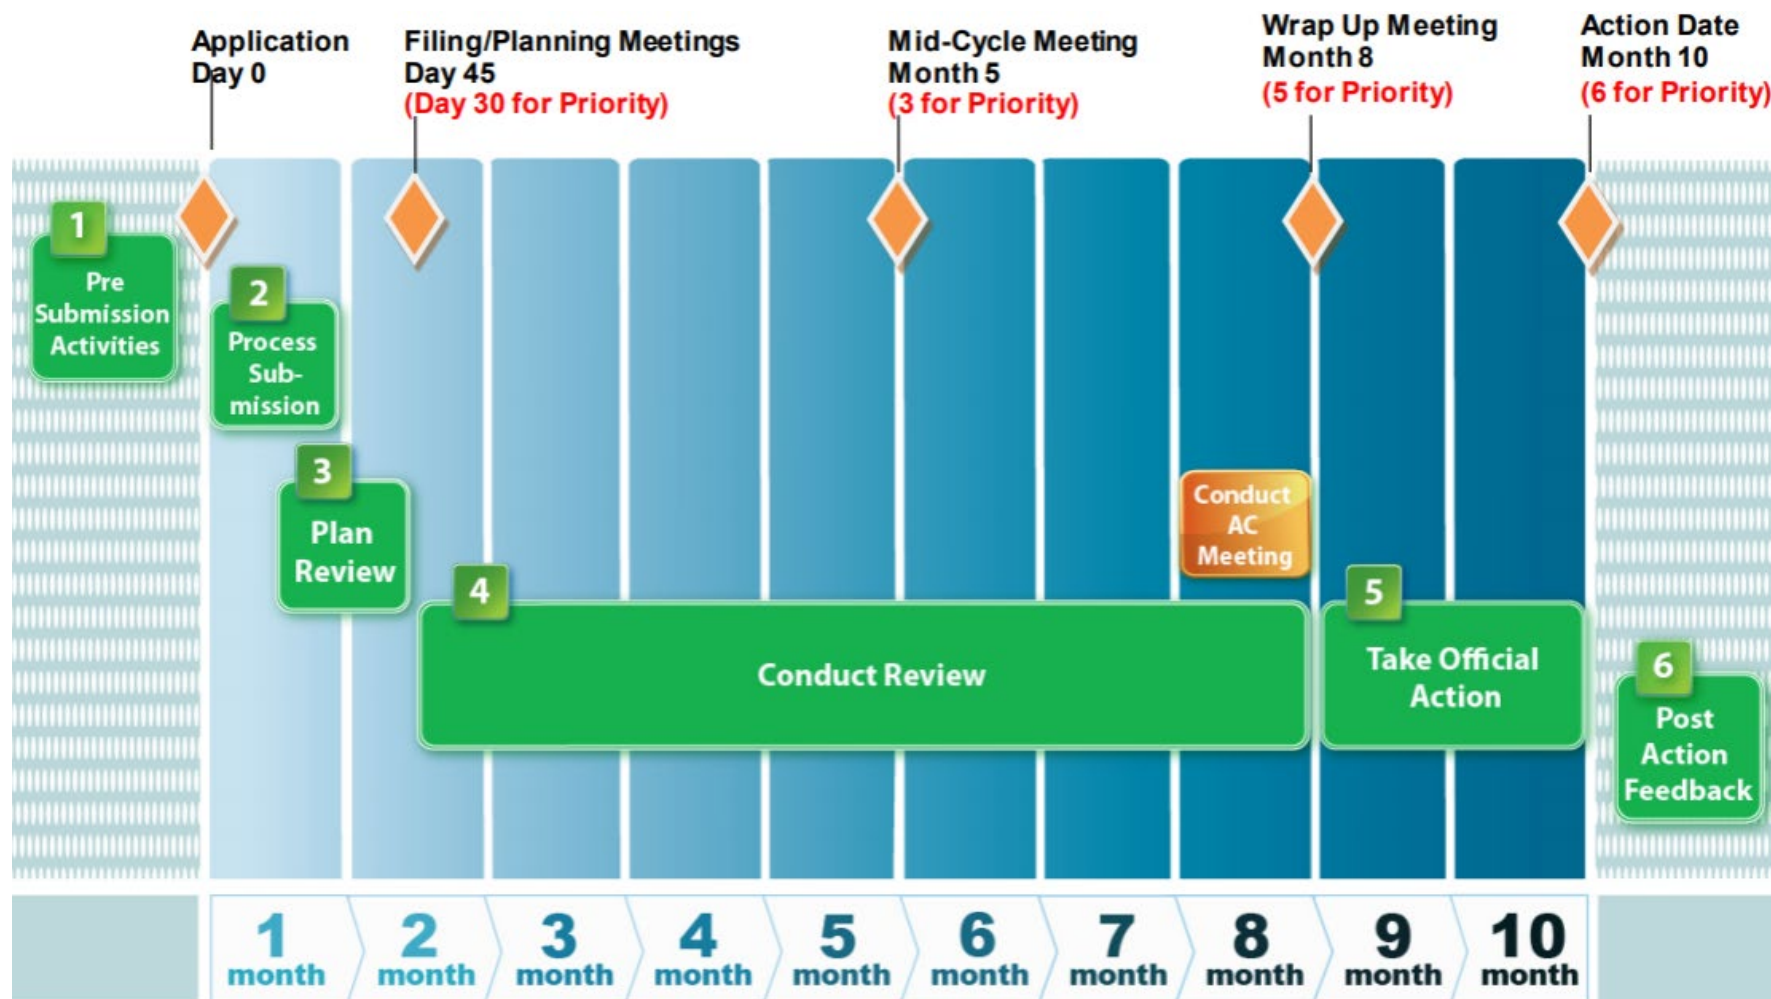 Application
Day 0
Filing/Planning Meetings
Day 45
(Day 30 for Priority)
Mid-Cycle Meeting
Month 5
(3 for Priority)
Wrap Up Meeting
Month 8
(5 for Priority)
Action Date
Month 10
(6 for Priority)
1
Pre
Submission
Activities
2
Process
Sub-
mission
3
Plan
Review
Conduct
AC
Meeting
4
Conduct Review
5
Take Official
Action
6
Post
Action
Feedback
1
month
2
month
3
month
4
month
5
month
6
month
7
month
8
month
9
month
10
month